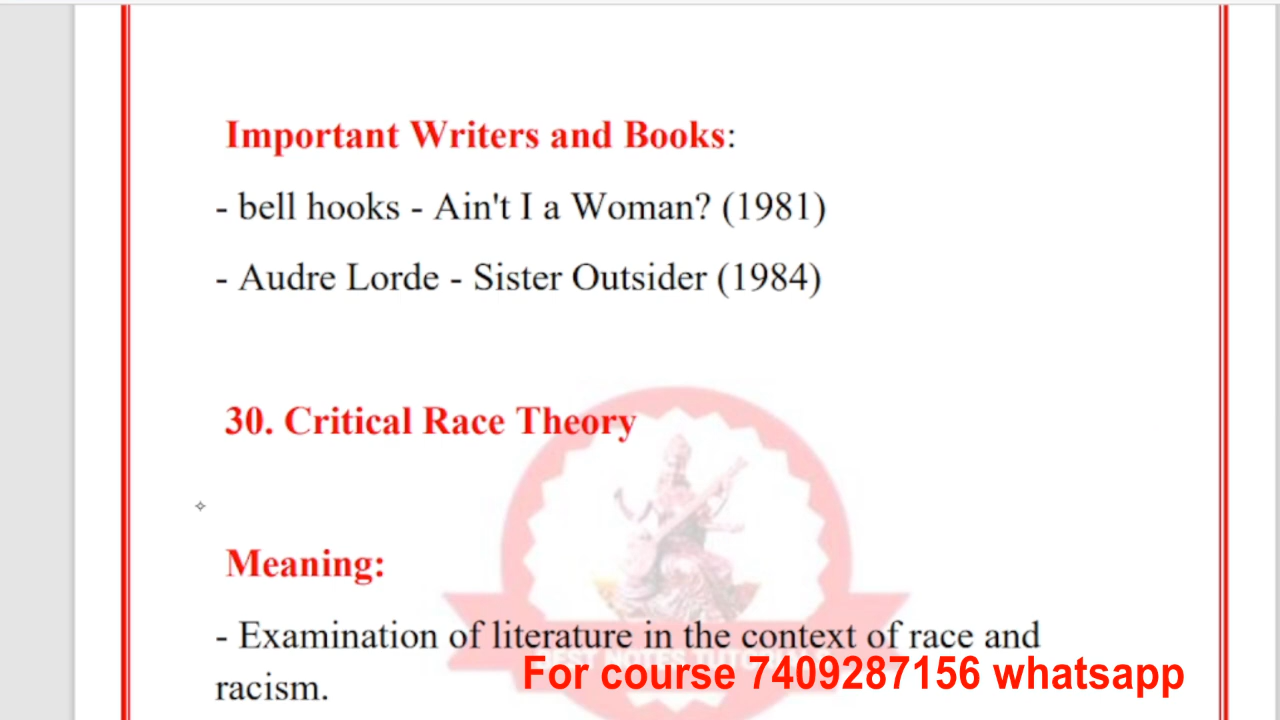 Important Writers and Books:
- bell hooks - Ain't I a Woman? (1981)
- Audre Lorde - Sister Outsider (1984)
30. Critical Race Theory
Meaning:
- Examination of literature in the context of race and
racism.
For course 7409287156 whatsapp